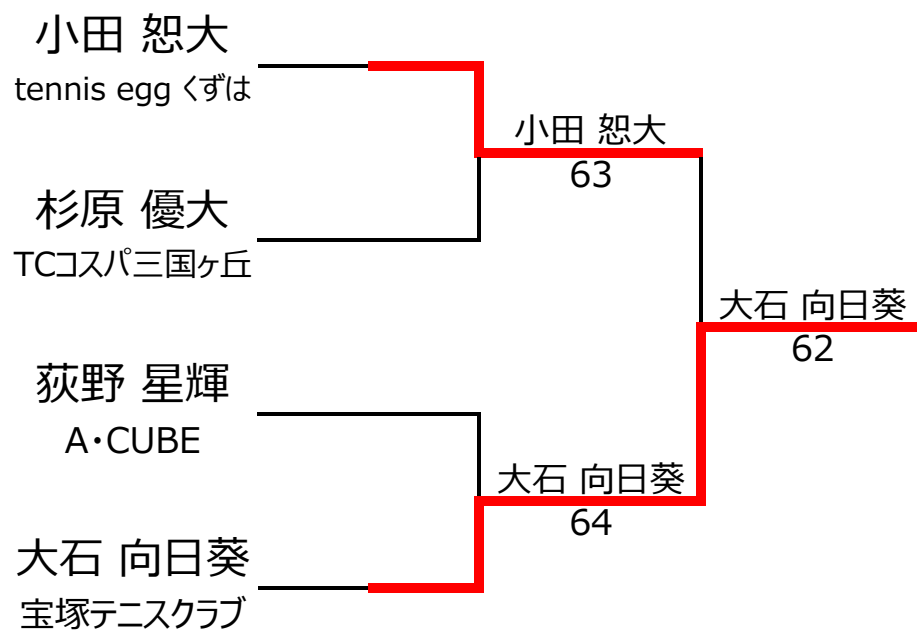 小田 恕大
tennis egg くずは
小田 恕大
63
杉原 優大
TCコスパ三国ヶ丘
大石 向日葵
62
荻野 星輝
A・CUBE
大石 向日葵
64
大石 向日葵
宝塚テニスクラブ